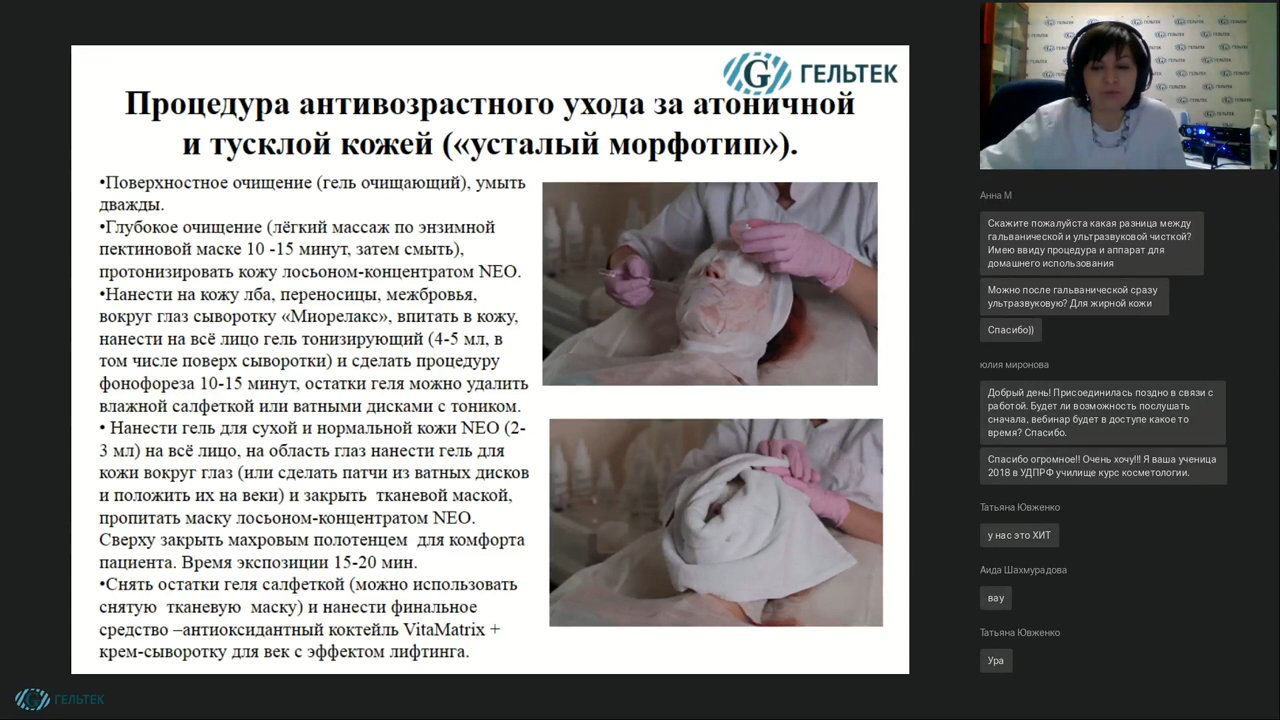 ГЕЛЬТЕК
Процедура антивозрастного ухода за атоничной
и тусклой кожей («усталый морфотип»).
•Поверхностное очищение (гель очищающий), умыть
дважды.
•Глубокое очищение (лёгкий массаж по энзимной
пектиновой маске 10 -15 минут, затем смыть),
протонизировать кожу лосьоном-концентратом NEO.
•Нанести на кожу лба, переносицы, межбровья,
вокруг глаз сыворотку «Миорелакс», впитать в кожу,
нанести на всё лицо гель тонизирующий (4-5 мл, в
том числе поверх сыворотки) и сделать процедуру
фонофореза 10-15 минут, остатки геля можно удалить
влажной салфеткой или ватными дисками с тоником.
• Нанести гель для сухой и нормальной кожи NEO (2-
3 мл) на всё лицо, на область глаз нанести гель для
кожи вокруг глаз (или сделать патчи из ватных дисков
и положить их на веки) и закрыть тканевой маской,
пропитать маску лосьоном-концентратом NEO.
Сверху закрыть махровым полотенцем для комфорта
пациента. Время экспозиции 15-20 мин.
•Снять остатки геля салфеткой (можно использовать
снятую тканевую маску) и нанести финальное
средство –антиоксидантный коктейль VitaMatrix +
крем-сыворотку для век с эффектом лифтинга.
Анна М
Скажите пожалуйста какая разница между
гальванической и ультразвуковой чисткой?
Имею ввиду процедура и аппарат для
домашнего использования
Можно после гальванической сразу
ультразвуковую? Для жирной кожи
Спасибо))
юлия миронова
Добрый день! Присоединилась поздно в связи с
работой. Будет ли возможность послушать
сначала, вебинар будет в доступе какое то
время? Спасибо.
Спасибо огромное!! Очень хочу!!! Я ваша ученица
2018 в УДПРФ училище курс косметологии.
Татьяна Ювженко
у нас это ХИТ
Аида Шахмурадова
вау
Татьяна Ювженко
Ура
ГЕЛЬТЕК